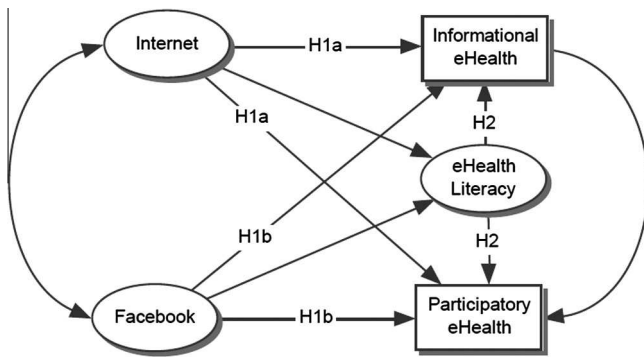 Internet
H1a
Informational
eHealth
H1a
H2
eHealth
Literacy
H1b
H2
Facebook
H1b
Participatory
eHealth